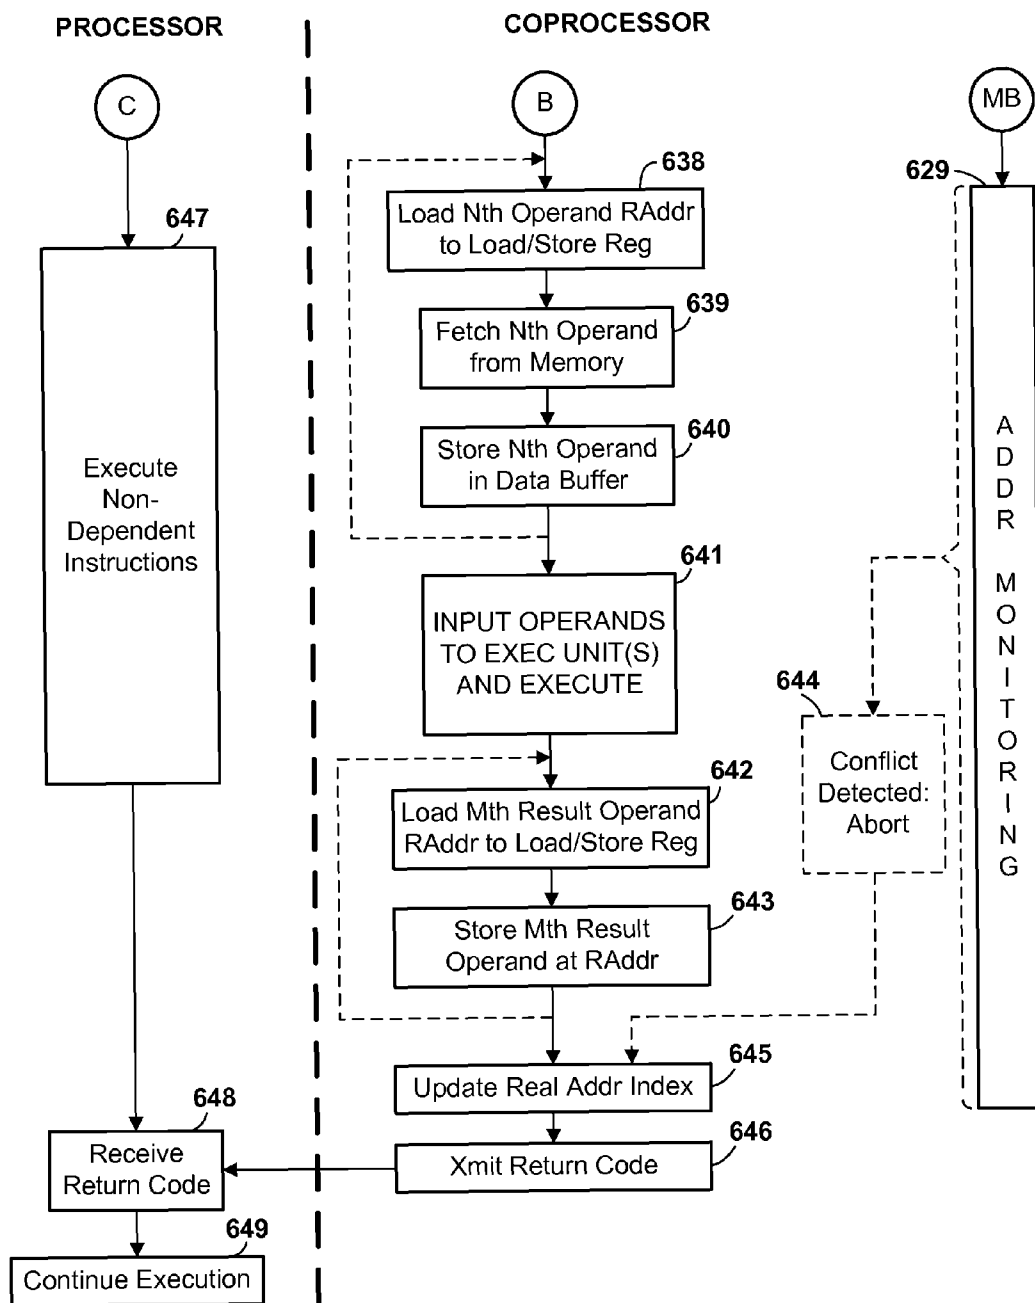 PROCESSOR
COPROCESSOR
C
B
MB
638
629
Load Nth Operand RAddr
to Load/Store Reg
647
639
Fetch Nth Operand
from Memory
640
Store Nth Operand
in Data Buffer
Execute
Non-
Dependent
Instructions
641
INPUT OPERANDS
TO EXEC UNIT(S)
AND EXECUTE
ADDR MONITORING
644
Conflict
Detected:
Abort
642
Load Mth Result Operand
RAddr to Load/Store Reg
643
Store Mth Result
Operand at RAddr
645
Update Real Addr Index
648
Receive
Return Code
646
Xmit Return Code
649
Continue Execution